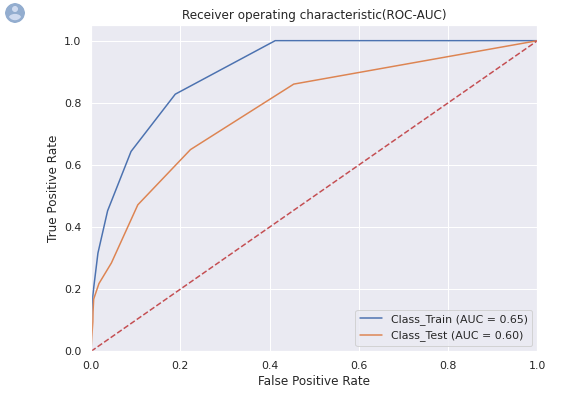 Receiver operating characteristic(ROC-AUC)
True Positive Rate
1.0
0.8
0.6
0.4
0.2
0.0
Class_Train (AUC = 0.65)
Class_Test (AUC = 0.60)
0.0 0.2 0.4 0.6 0.8 1.0
False Positive Rate